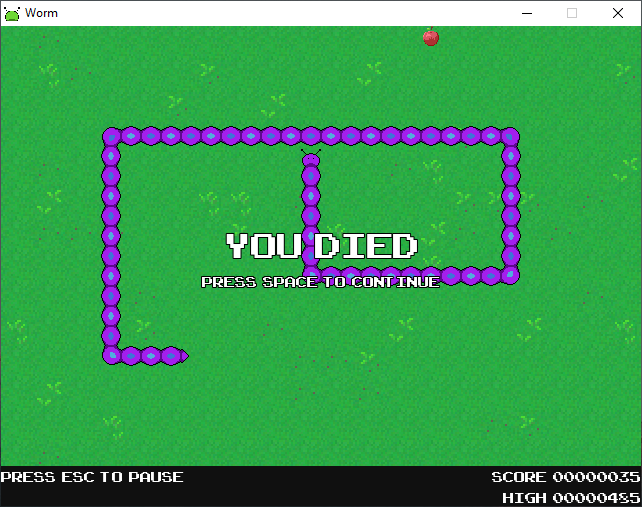 Worm
YOU DIED
PRESS SPACE TO CONTINUE
PRESS ESC TO PAUSE
SCORE 00000035
HIGH 00000485